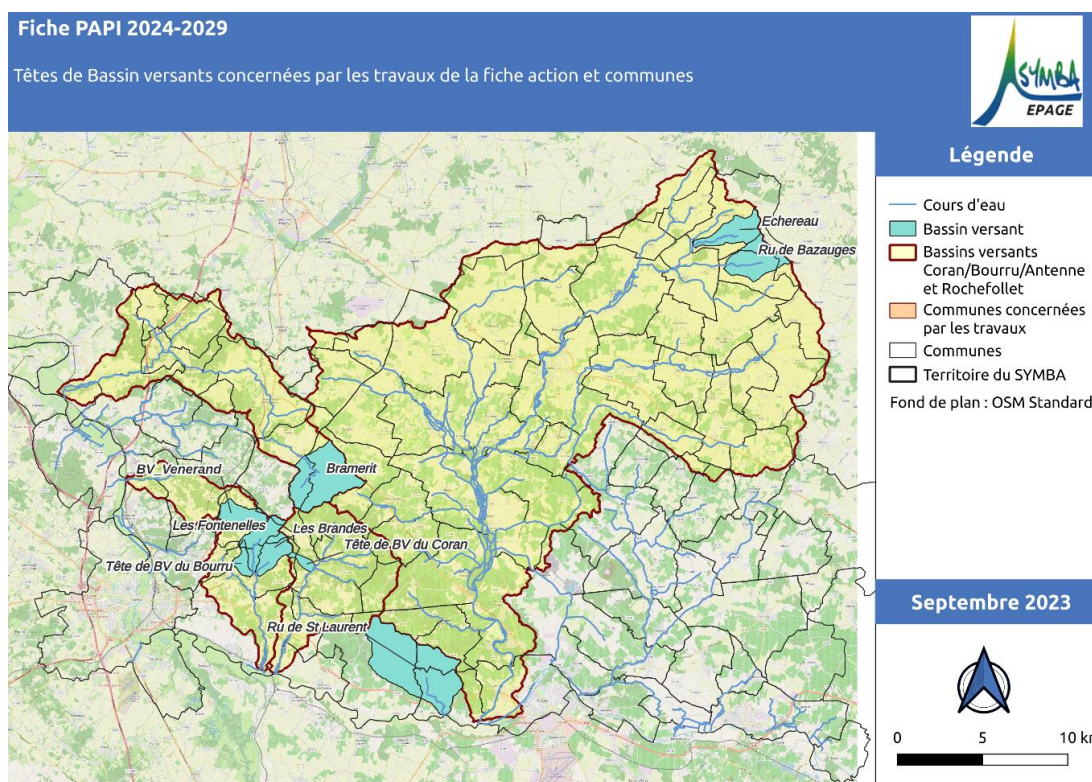 Fiche PAPI 2024-2029
Têtes de Bassin versants concernées par les travaux de la fiche action et communes
SYMBA
EPAGE
Légende
Cours d'eau
Bassin versant
Bassins versants
Coran/Bourru/Antenne
et Rochefollet
Communes concernées
par les travaux
Communes
Territoire du SYMBA
Fond de plan : OSM Standard
Echereau
Ru de Bazauges
BV_Venerand
Bramerit
Les Fontenelles
Les Brandes
Tête de BV du Coran
Tête de BV du Bourru
Ru de St Laurent
Septembre 2023
0
5
10 km